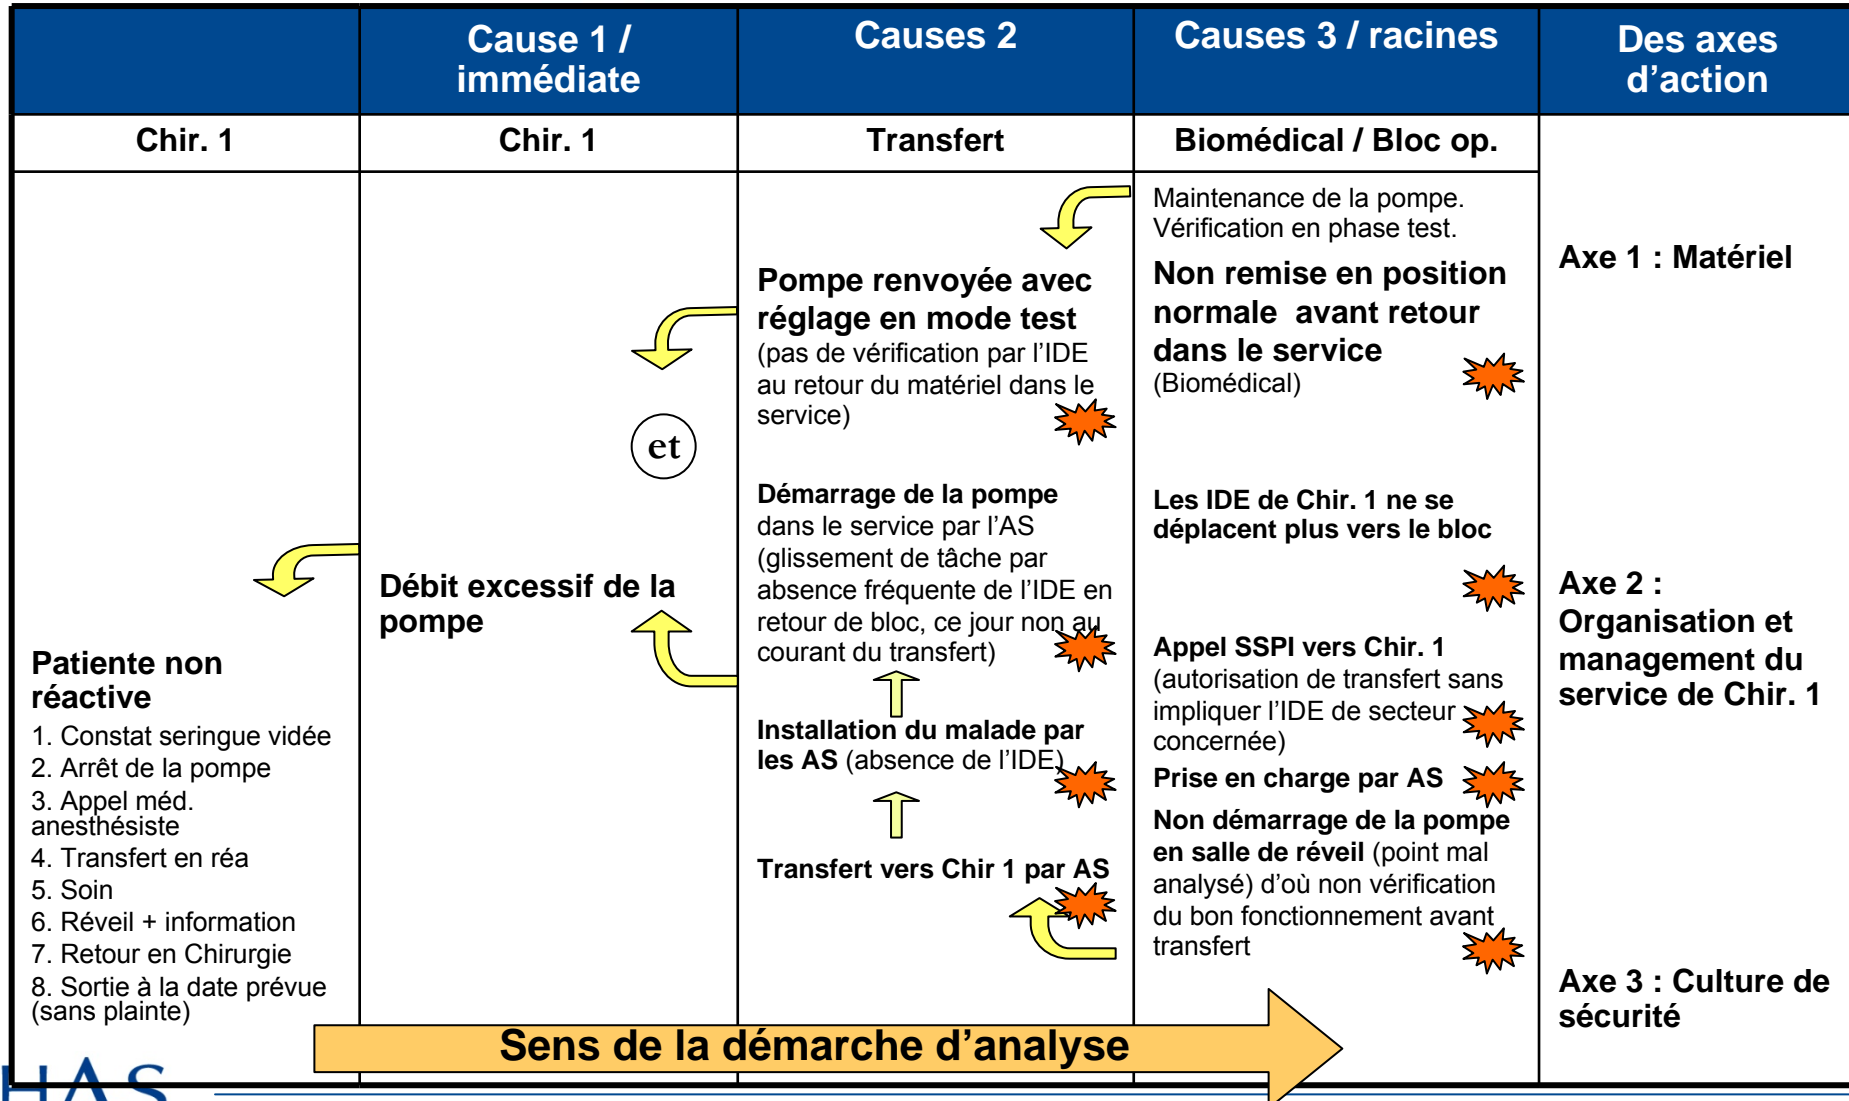 Cause 1 /
immédiate
Causes 2
Causes 3 / racines
Des axes
d’action
Chir. 1
Chir. 1
Transfert
Biomédical / Bloc op.
Patiente non
réactive
1. Constat seringue vidée
2. Arrêt de la pompe
3. Appel méd.
anesthésiste
4. Transfert en réa
5. Soin
6. Réveil + information
7. Retour en Chirurgie
8. Sortie à la date prévue
(sans plainte)
Débit excessif de la
pompe
et
Pompe renvoyée avec
réglage en mode test
(pas de vérification par l’IDE
au retour du matériel dans le
service)
Démarrage de la pompe
dans le service par l’AS
(glissement de tâche par
absence fréquente de l’IDE en
retour de bloc, ce jour non au
courant du transfert)
Installation du malade par
les AS (absence de l’IDE)
Transfert vers Chir 1 par AS
Maintenance de la pompe.
Vérification en phase test.
Non remise en position
normale  avant retour
dans le service
(Biomédical)
Les IDE de Chir. 1 ne se
déplacent plus vers le bloc
Appel SSPI vers Chir. 1
(autorisation de transfert sans
impliquer l’IDE de secteur
concernée)
Prise en charge par AS
Non démarrage de la pompe
en salle de réveil (point mal
analysé) d’où non vérification
du bon fonctionnement avant
transfert
Axe 1 : Matériel
Axe 2 :
Organisation et
management du
service de Chir. 1
Axe 3 : Culture de
sécurité
Sens de la démarche d’analyse
HAS